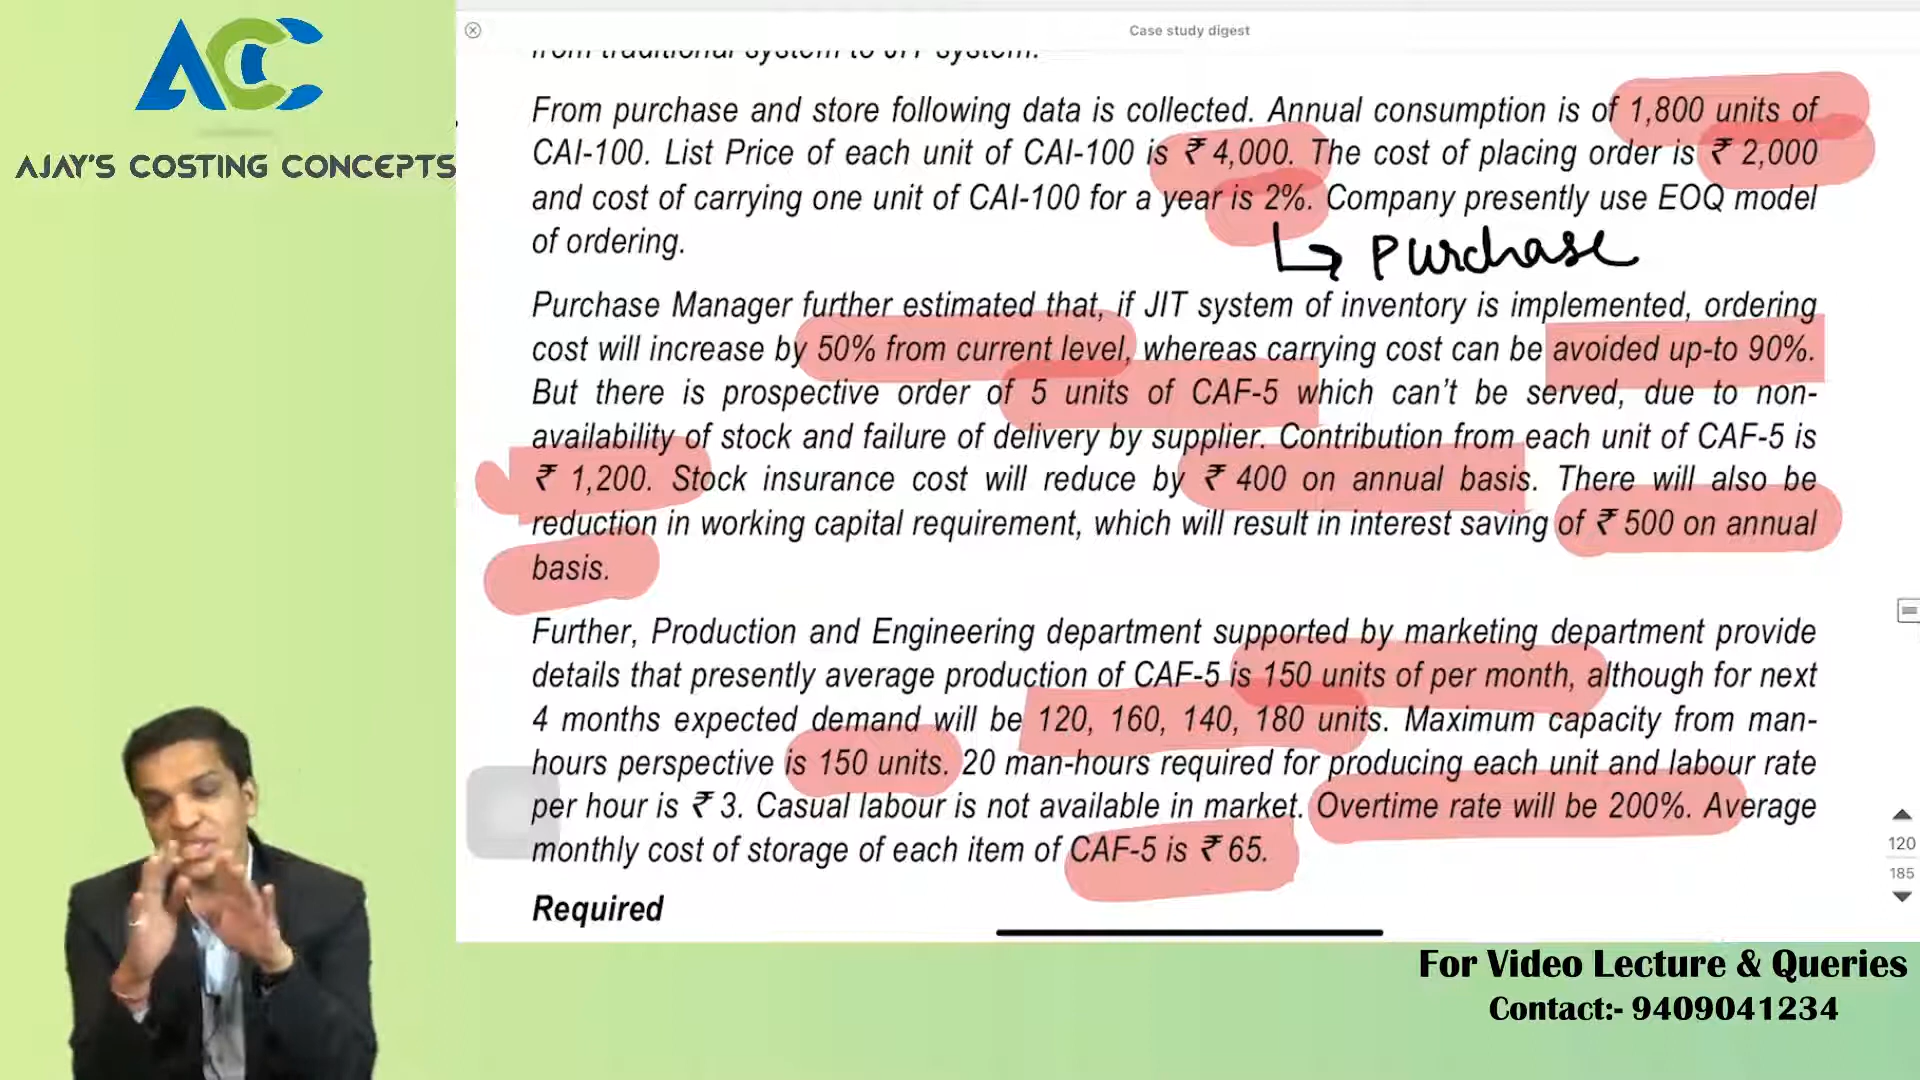 ACC
AJAY'S COSTING CONCEPTS
Case study digest
from traditional system to JIT system.
From purchase and store following data is collected. Annual consumption is of 1,800 units of
CAI-100. List Price of each unit of CAI-100 is ₹ 4,000. The cost of placing order is ₹ 2,000
and cost of carrying one unit of CAI-100 for a year is 2%. Company presently use EOQ model
of ordering.
Purchase
Purchase Manager further estimated that, if JIT system of inventory is implemented, ordering
cost will increase by 50% from current level, whereas carrying cost can be avoided up-to 90%.
But there is prospective order of 5 units of CAF-5 which can't be served, due to non-
availability of stock and failure of delivery by supplier. Contribution from each unit of CAF-5 is
₹ 1,200. Stock insurance cost will reduce by ₹ 400 on annual basis. There will also be
reduction in working capital requirement, which will result in interest saving of ₹ 500 on annual
basis.
Further, Production and Engineering department supported by marketing department provide
details that presently average production of CAF-5 is 150 units of per month, although for next
4 months expected demand will be 120, 160, 140, 180 units. Maximum capacity from man-
hours perspective is 150 units. 20 man-hours required for producing each unit and labour rate
per hour is ₹ 3. Casual labour is not available in market. Overtime rate will be 200%. Average
monthly cost of storage of each item of CAF-5 is ₹ 65.
Required
120
185
For Video Lecture & Queries
Contact:- 9409041234